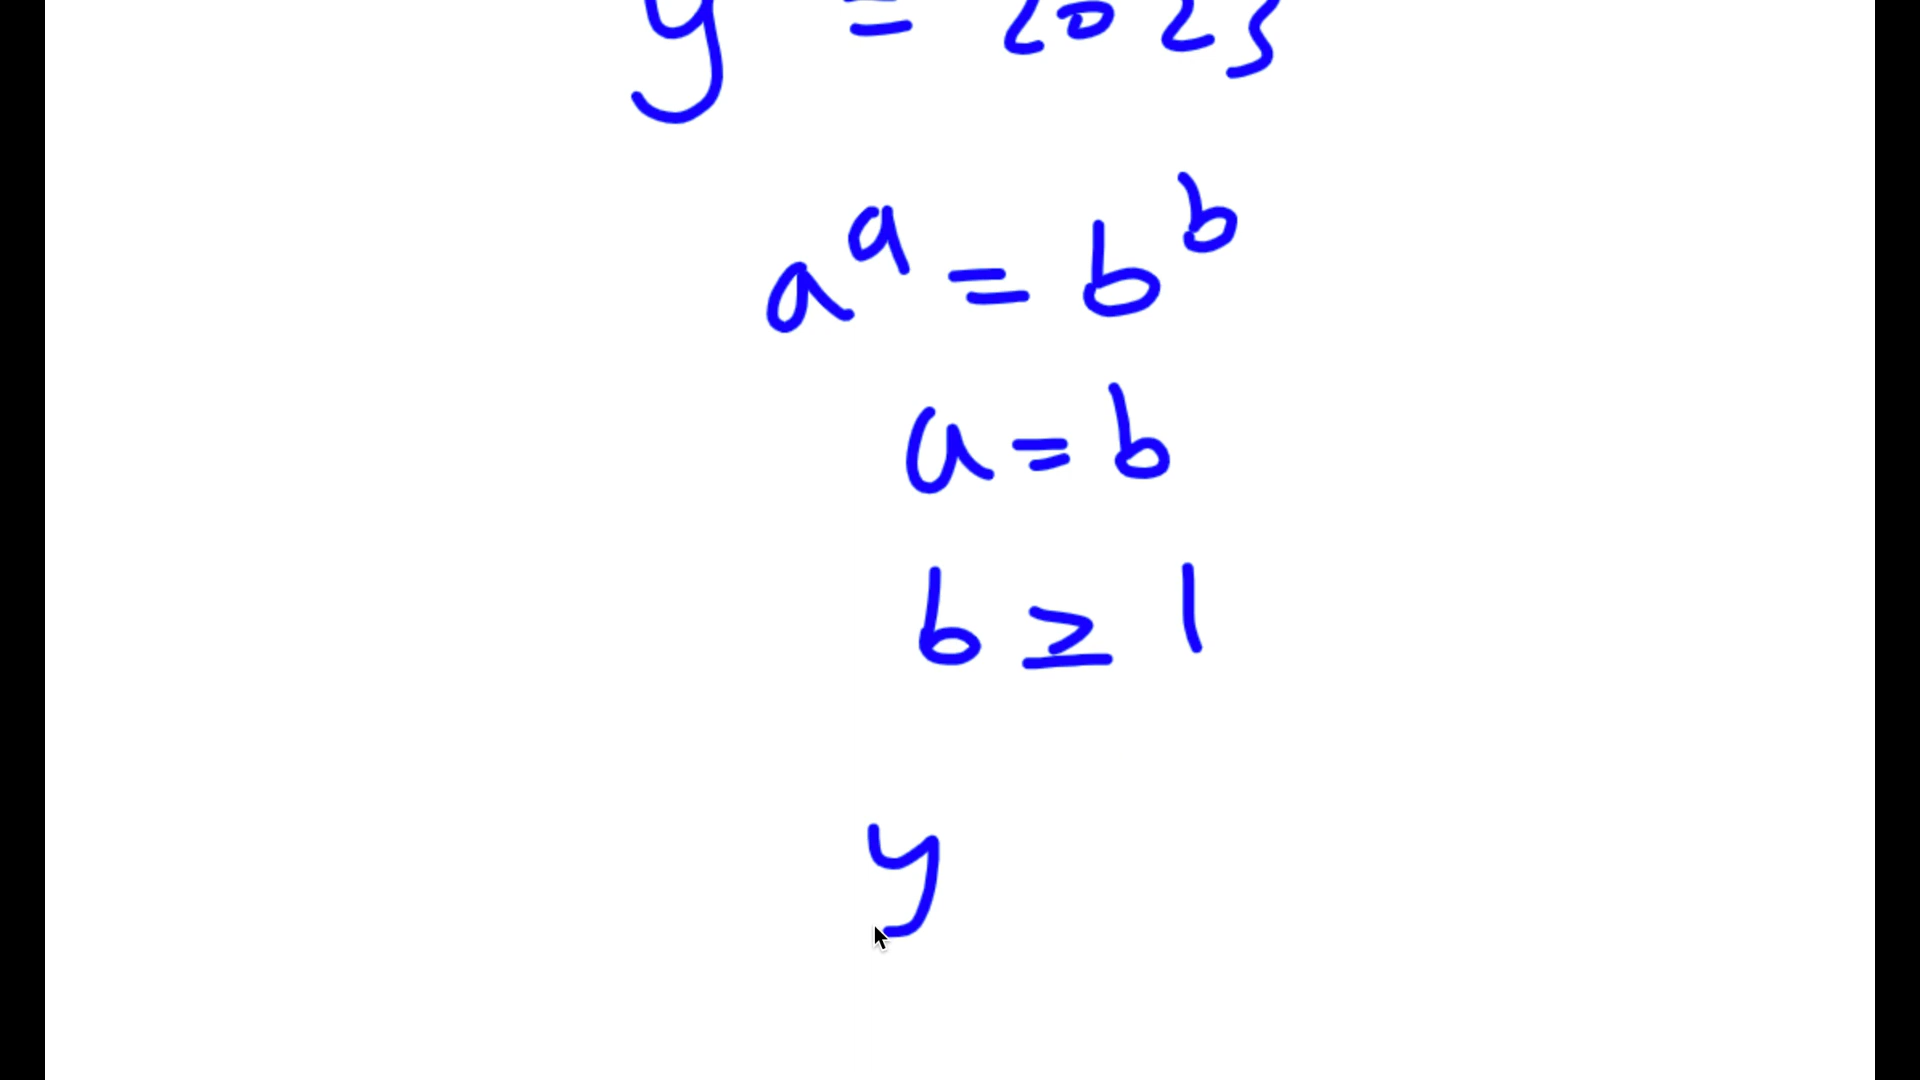 y = 2023
a^a = b^b
a = b
b ≥ 1
y